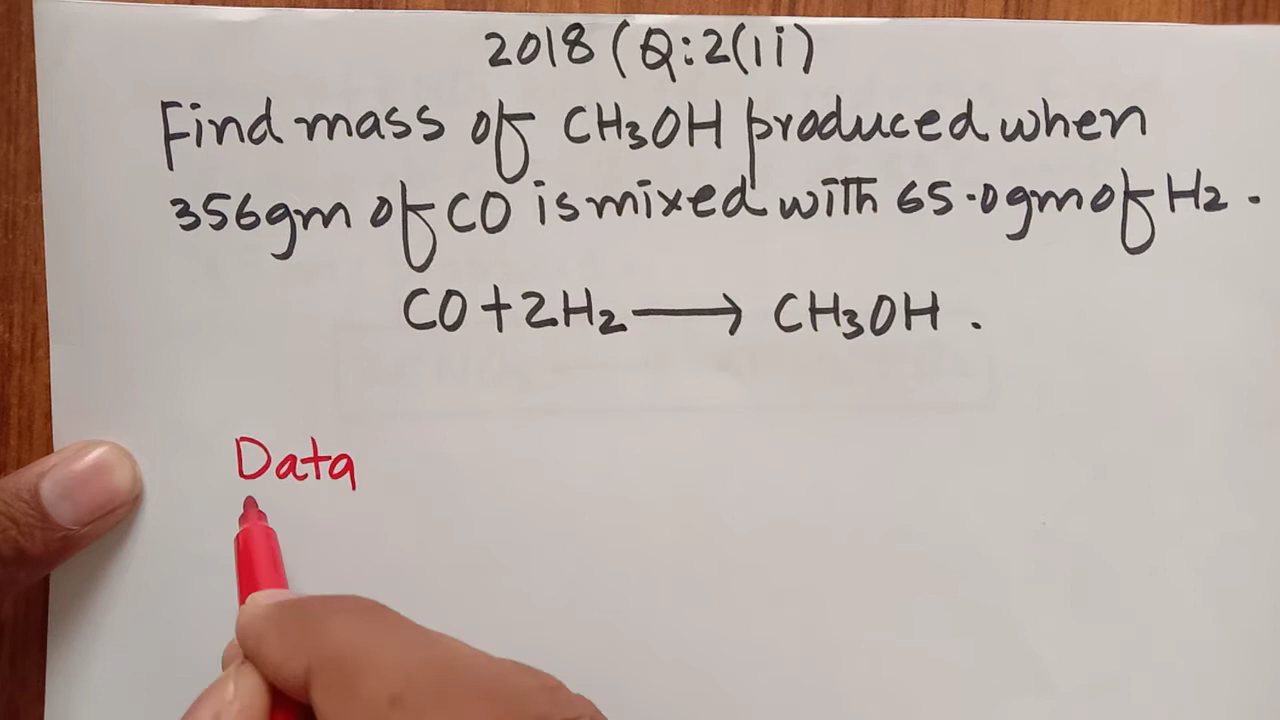 2018 (Q:2(ii)
Find mass of CH3OH produced when
356gm of CO is mixed with 65.0gm of H2.
CO + 2H2 → CH3OH.
Data